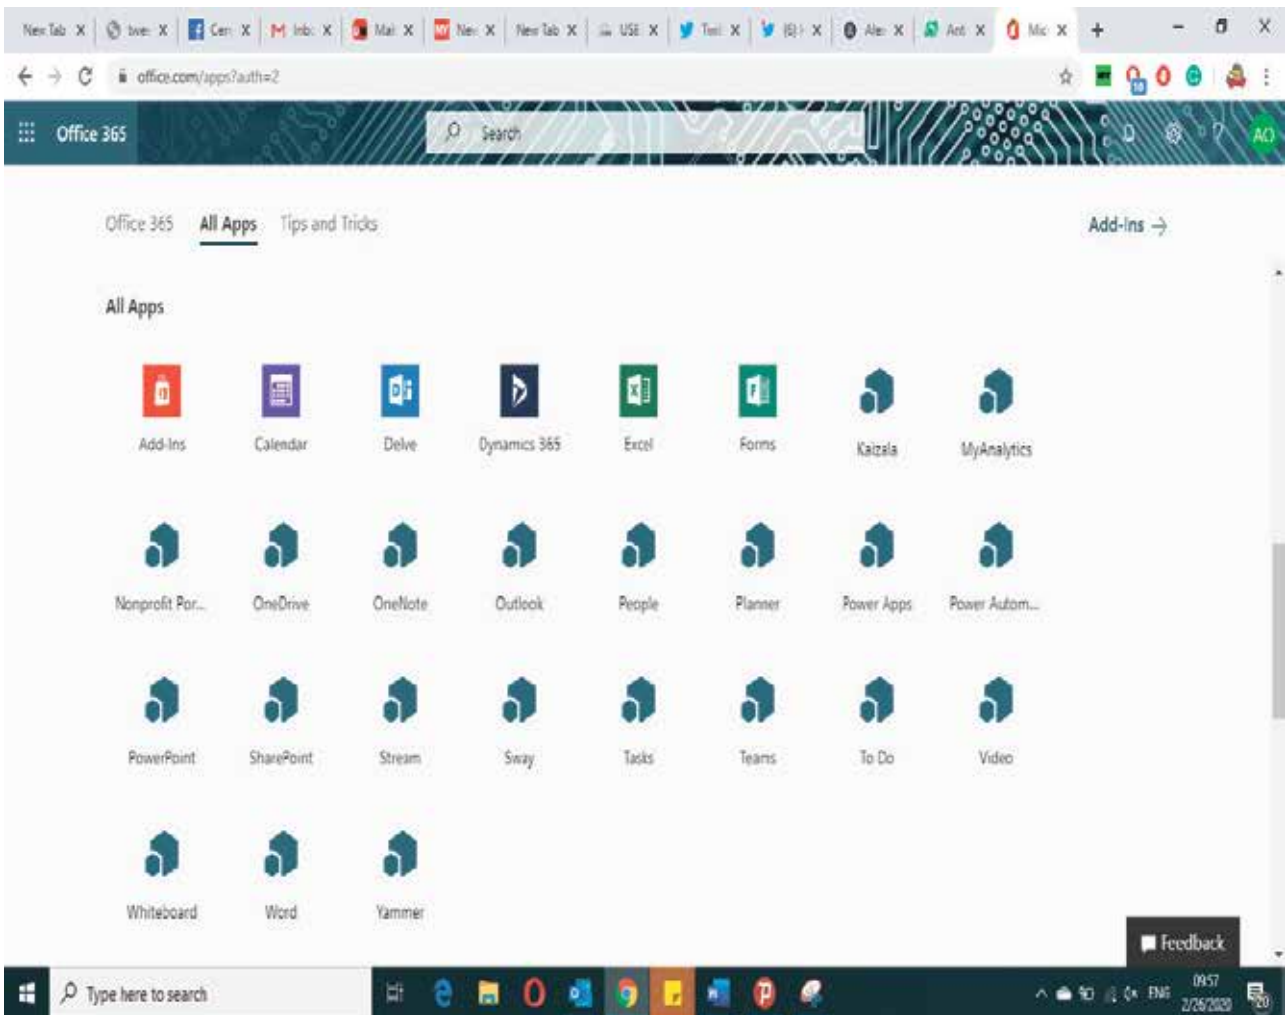 New Tab
office.com/apps?auth=2
Office 365
Search
AO
Office 365 All Apps Tips and Tricks
Add-Ins →
All Apps
Add-Ins Calendar Delve Dynamics 365 Excel Forms Kaizala MyAnalytics
Nonprofit Por... OneDrive OneNote Outlook People Planner Power Apps Power Autom...
PowerPoint SharePoint Stream Sway Tasks Teams To Do Video
Whiteboard Word Yammer
Feedback
Type here to search
ENG
09:57
2/26/2020
20